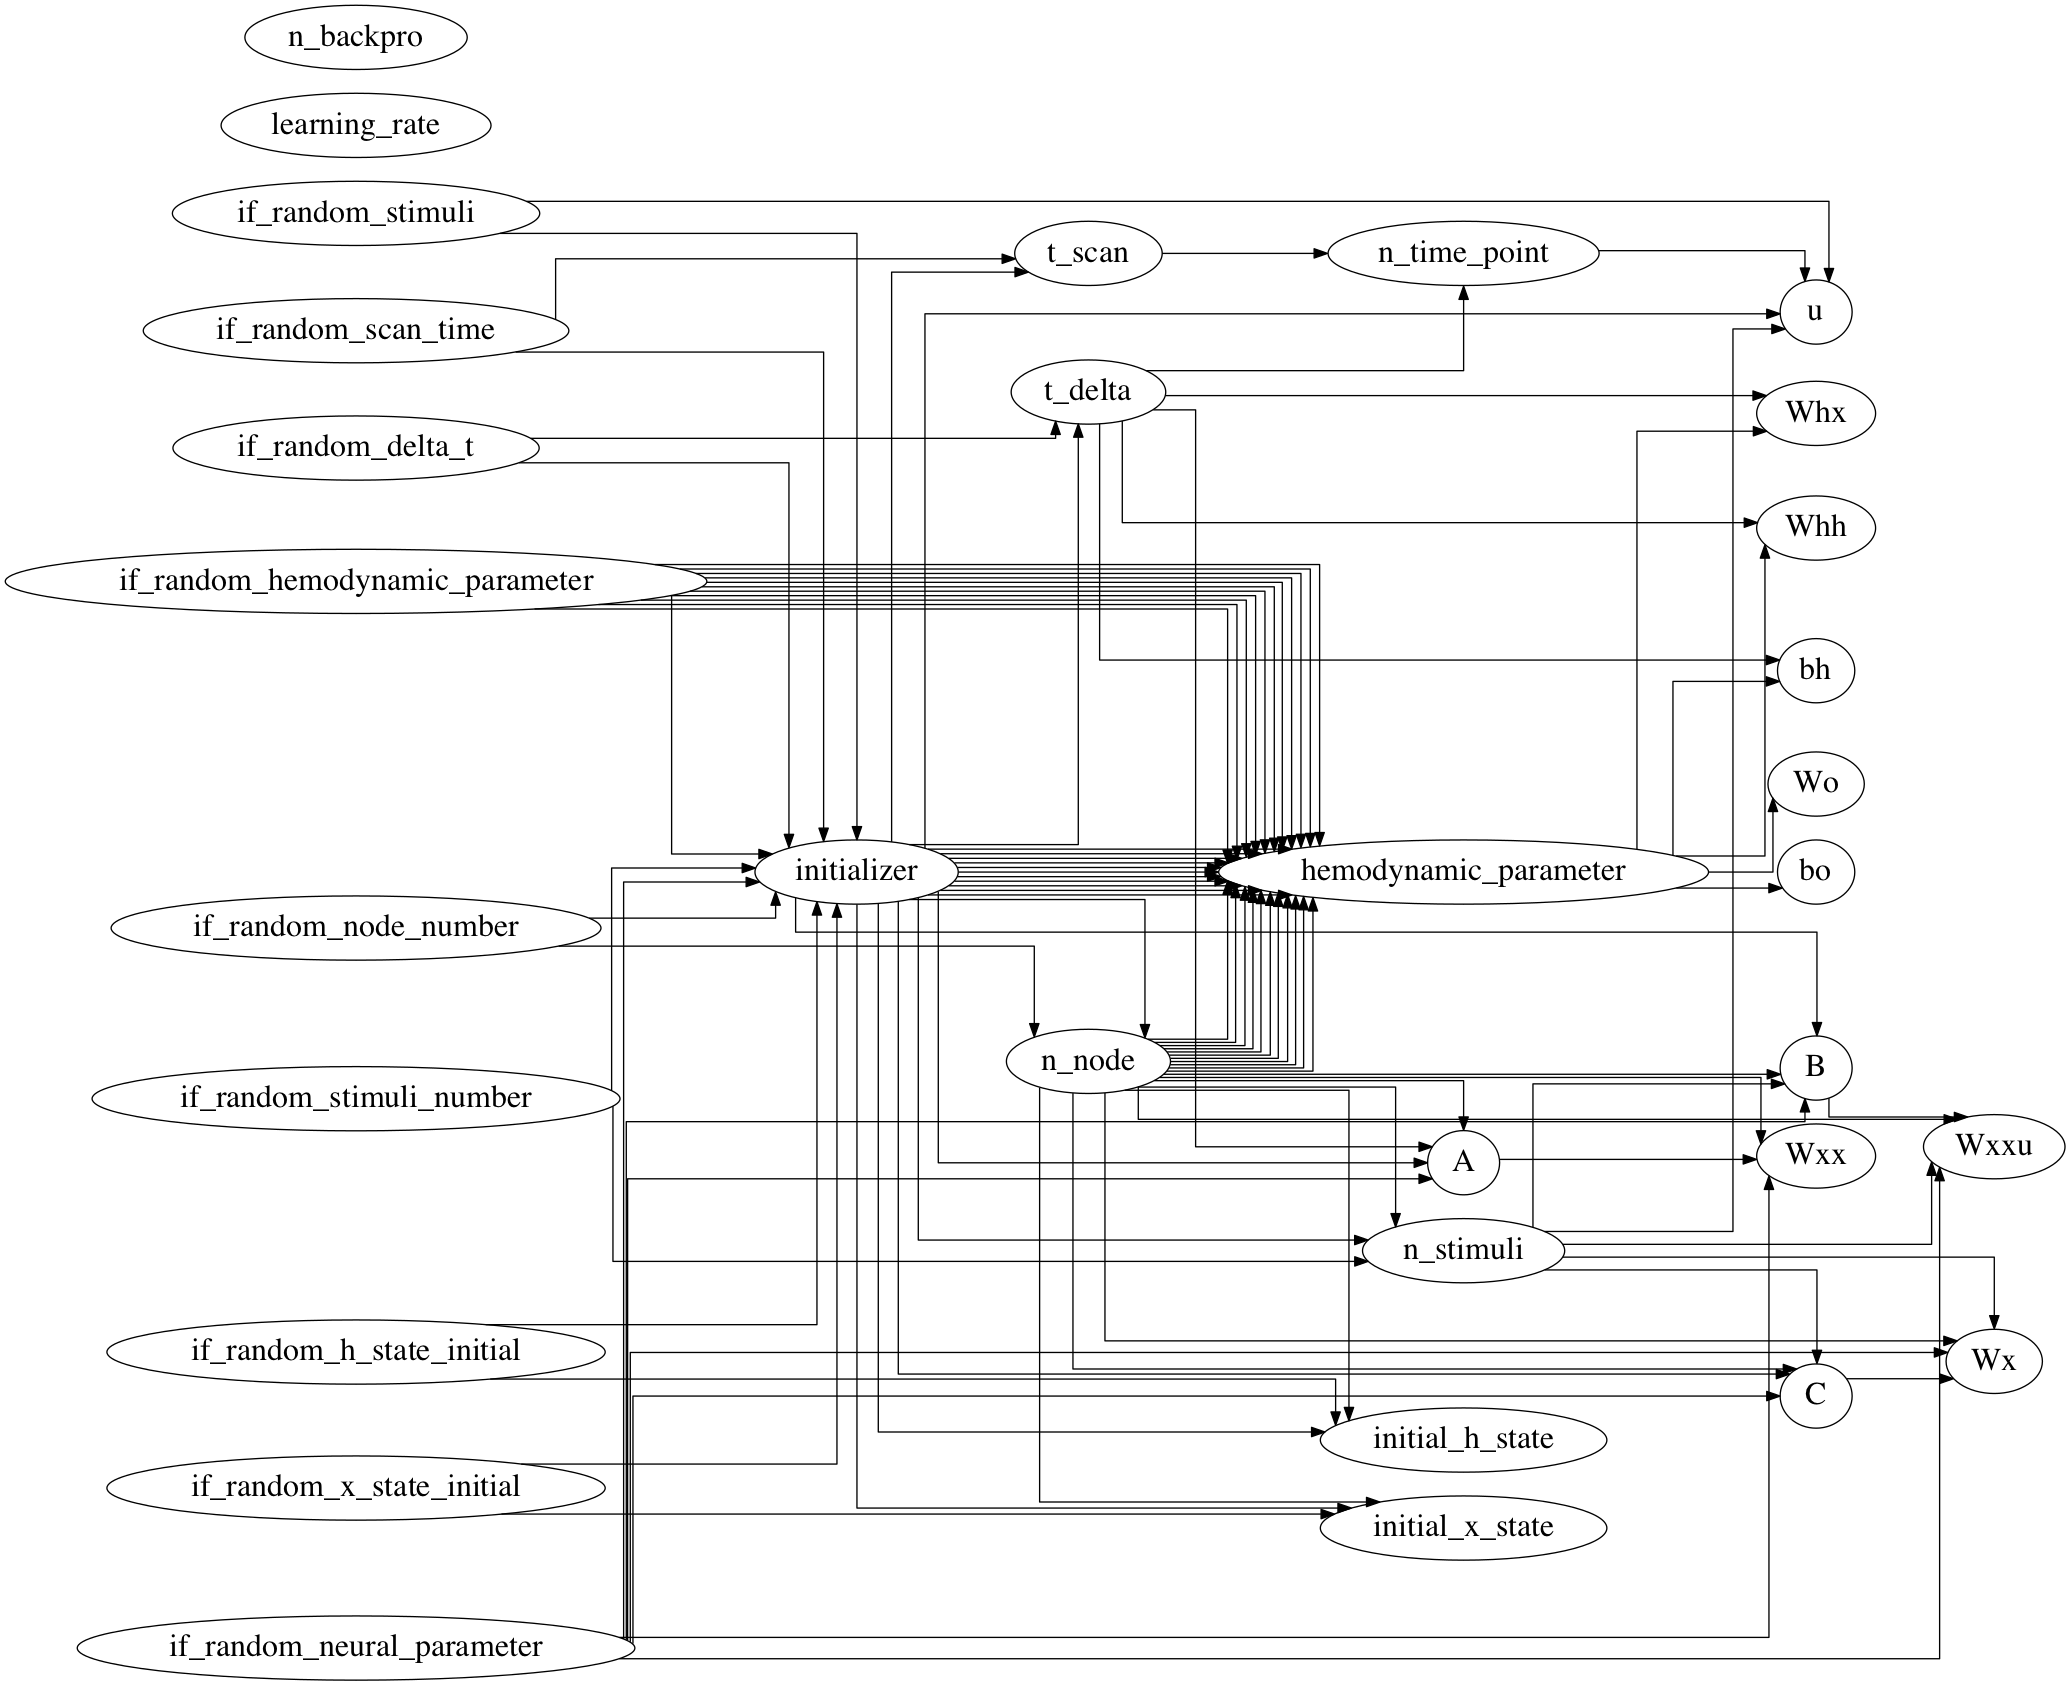 n_backpro
learning_rate
if_random_stimuli
t_scan
n_time_point
u
if_random_scan_time
t_delta
Whx
if_random_delta_t
Whh
if_random_hemodynamic_parameter
bh
Wo
initializer
hemodynamic_parameter
bo
if_random_node_number
n_node
B
if_random_stimuli_number
A
Wxx
Wxxu
n_stimuli
if_random_h_state_initial
Wx
C
initial_h_state
if_random_x_state_initial
initial_x_state
if_random_neural_parameter